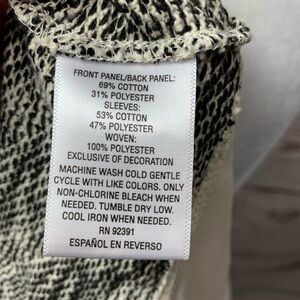 FRONT PANEL/BACK PANEL:
69% COTTON
31% POLYESTER
SLEEVES:
53% COTTON
47% POLYESTER
WOVEN:
100% POLYESTER
EXCLUSIVE OF DECORATION
MACHINE WASH COLD GENTLE
CYCLE WITH LIKE COLORS. ONLY
NON-CHLORINE BLEACH WHEN
NEEDED. TUMBLE DRY LOW.
COOL IRON WHEN NEEDED.
RN 92391
ESPAÑOL EN REVERSO